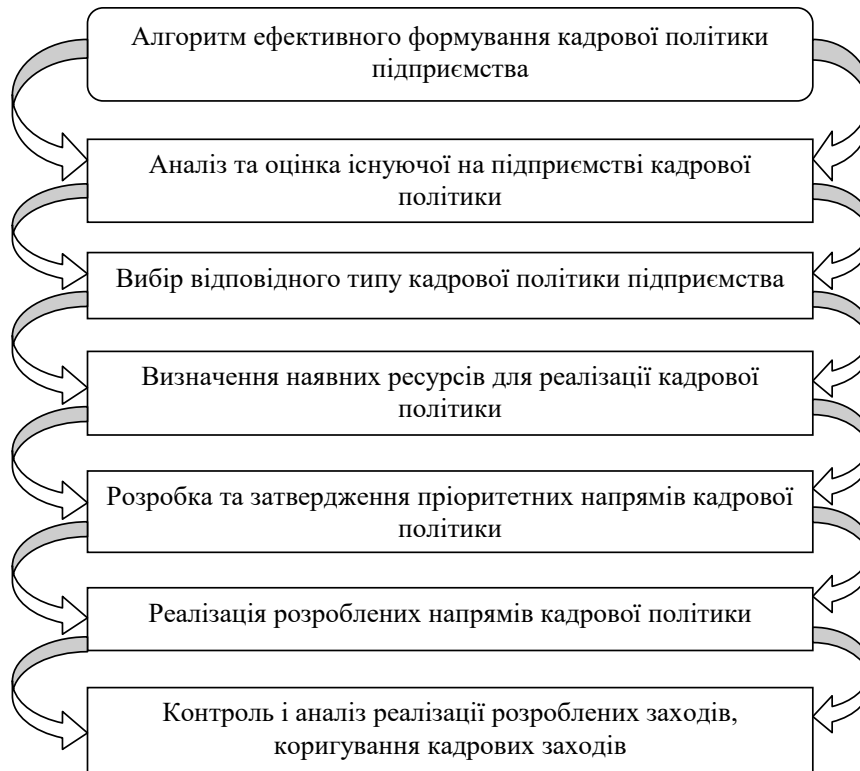 Алгоритм ефективного формування кадрової політики
підприємства
Аналіз та оцінка існуючої на підприємстві кадрової
політики
Вибір відповідного типу кадрової політики підприємства
Визначення наявних ресурсів для реалізації кадрової
політики
Розробка та затвердження пріоритетних напрямів кадрової
політики
Реалізація розроблених напрямів кадрової політики
Контроль і аналіз реалізації розроблених заходів,
коригування кадрових заходів